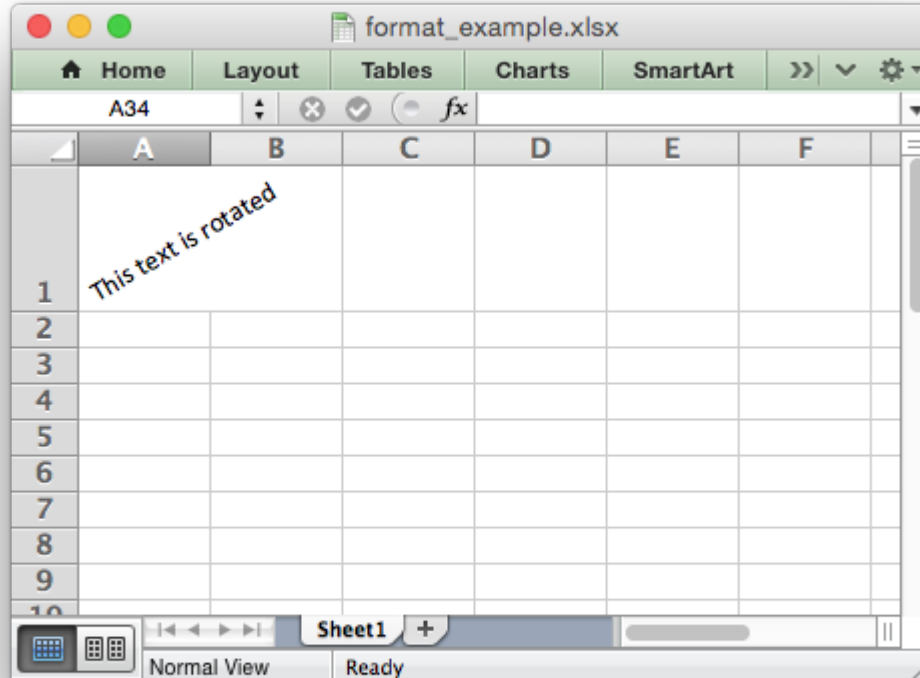 format_example.xlsx
Home Layout Tables Charts SmartArt
A34 fx
A B C D E F
This text is rotated
1
2
3
4
5
6
7
8
9
10
Sheet1 +
Normal View Ready